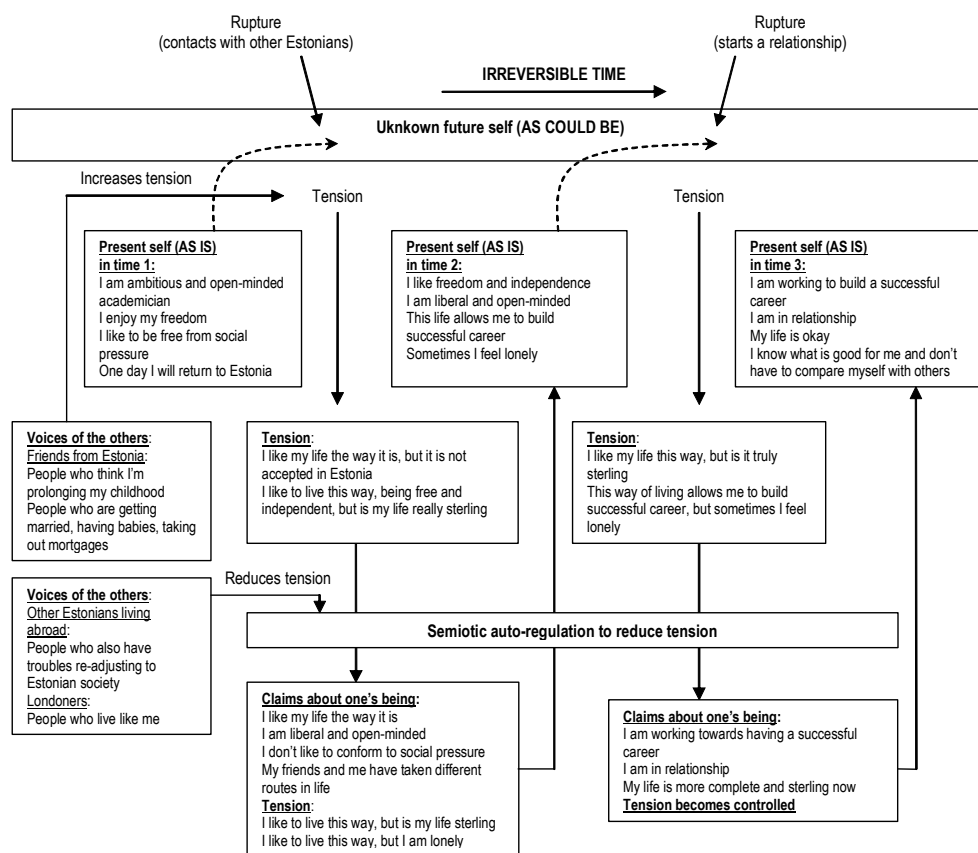 Rupture
(contacts with other Estonians)
Rupture
(starts a relationship)
IRREVERSIBLE TIME
Uknkown future self (AS COULD BE)
Increases tension
Tension
Tension
Present self (AS IS)
in time 1:
I am ambitious and open-minded
academician
I enjoy my freedom
I like to be free from social
pressure
One day I will return to Estonia
Present self (AS IS)
in time 2:
I like freedom and independence
I am liberal and open-minded
This life allows me to build
successful career
Sometimes I feel lonely
Present self (AS IS)
in time 3:
I am working to build a successful
career
I am in relationship
My life is okay
I know what is good for me and don't
have to compare myself with others
Voices of the others:
Friends from Estonia:
People who think I'm
prolonging my childhood
People who are getting
married, having babies, taking
out mortgages
Tension:
I like my life the way it is, but it is not
accepted in Estonia
I like to live this way, being free and
independent, but is my life really sterling
Tension:
I like my life this way, but is it truly
sterling
This way of living allows me to build
successful career, but sometimes I feel
lonely
Voices of the others:
Other Estonians living
abroad:
People who also have
troubles re-adjusting to
Estonian society
Londoners:
People who live like me
Reduces tension
Semiotic auto-regulation to reduce tension
Claims about one's being:
I like my life the way it is
I am liberal and open-minded
I don't like to conform to social pressure
My friends and me have taken different
routes in life
Tension:
I like to live this way, but is my life sterling
I like to live this way, but I am lonely
Claims about one's being:
I am working towards having a successful
career
I am in relationship
My life is more complete and sterling now
Tension becomes controlled